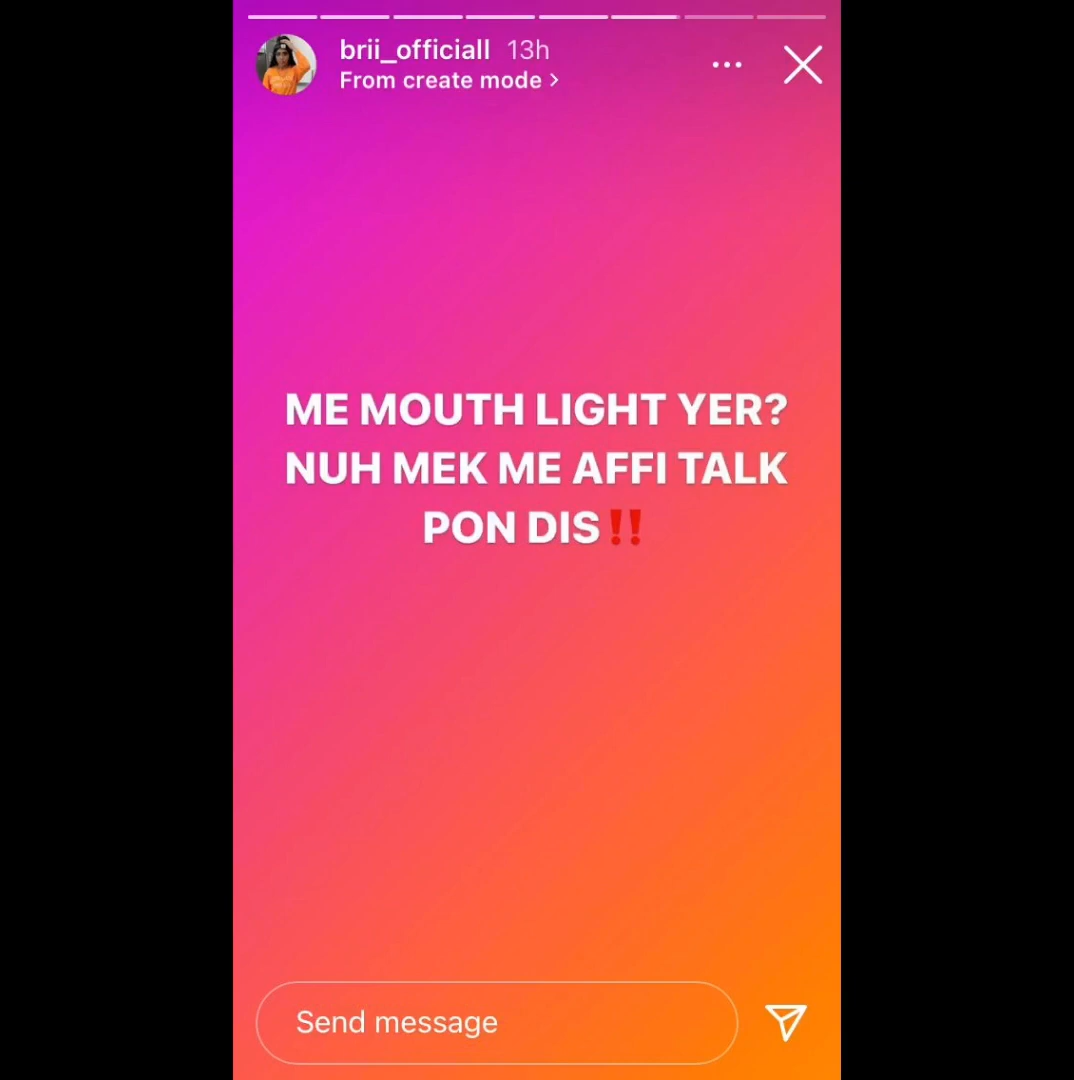 brii_officiall 13h
From create mode >
ME MOUTH LIGHT YER?
NUH MEK ME AFFI TALK
PON DIS‼️
Send message